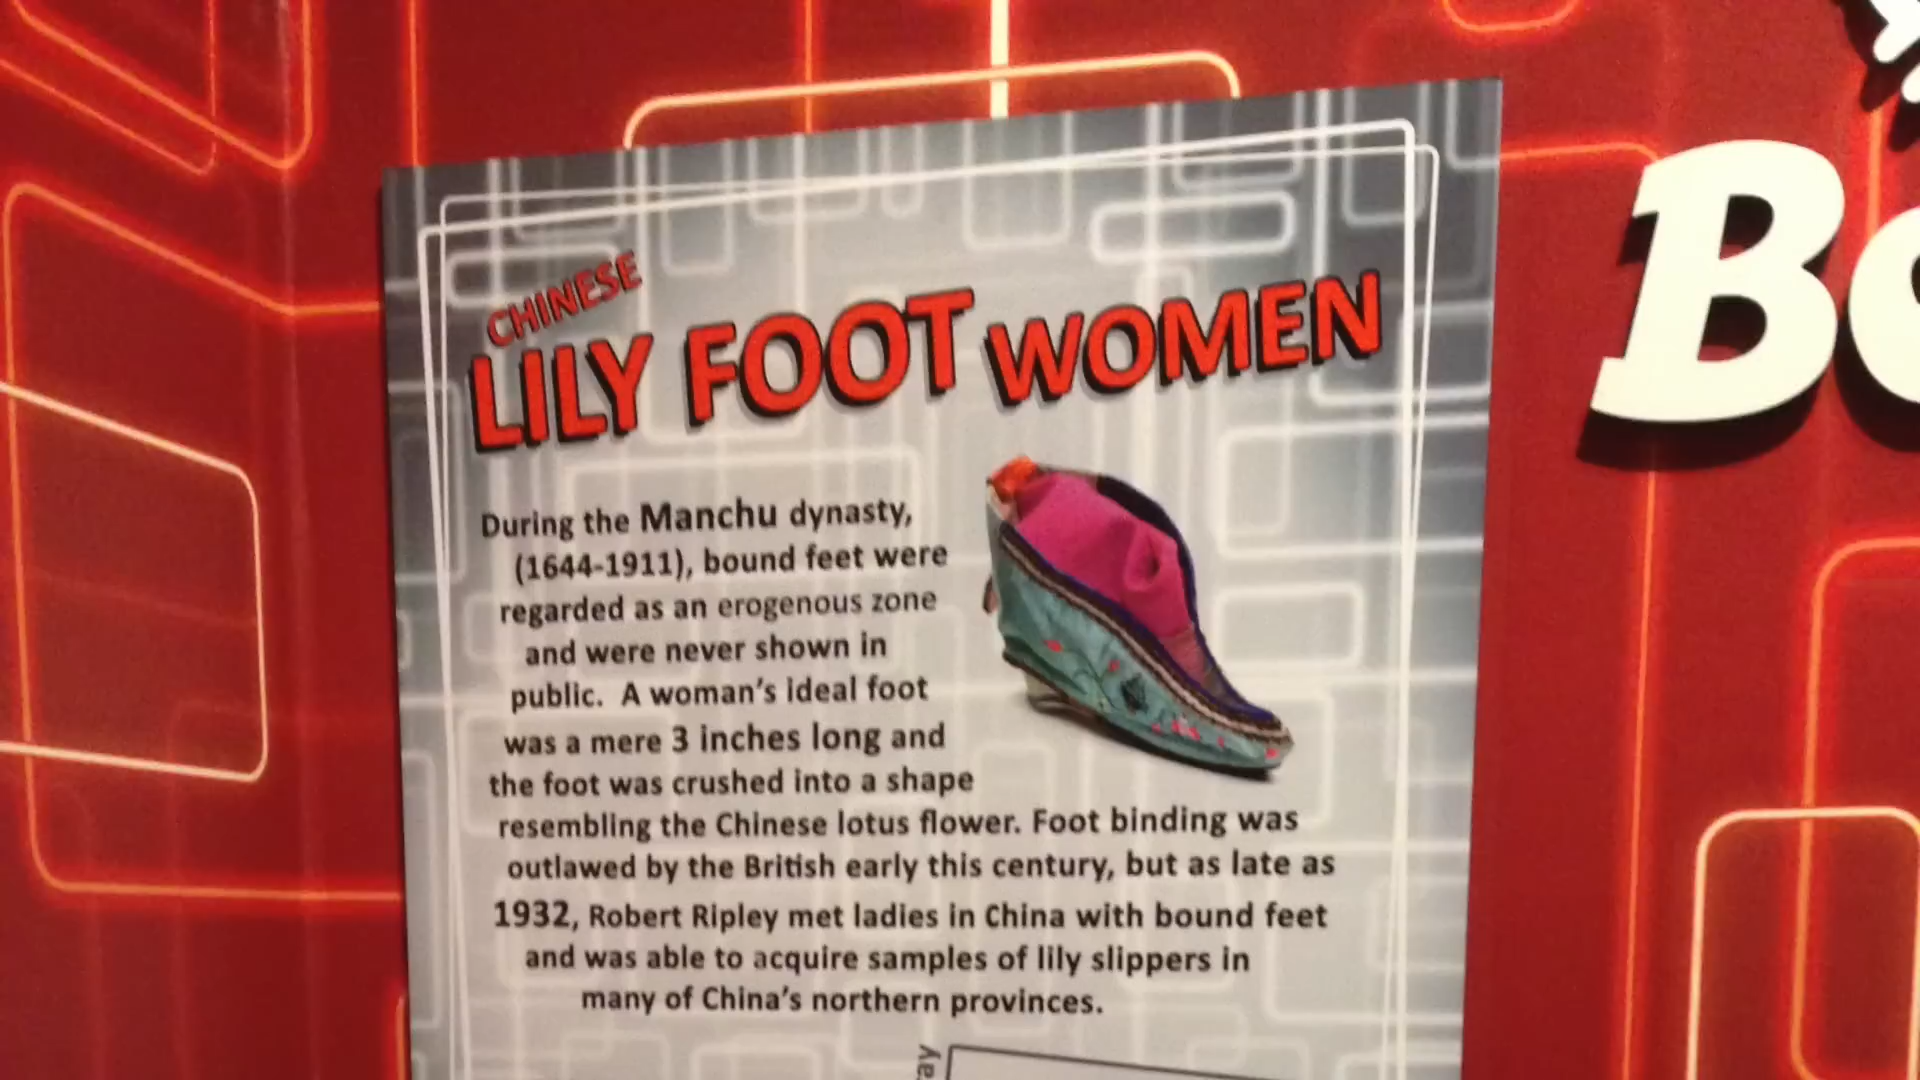 CHINESE
LILY FOOT WOMEN
During the Manchu dynasty,
(1644-1911), bound feet were
regarded as an erogenous zone
and were never shown in
public. A woman's ideal foot
was a mere 3 inches long and
the foot was crushed into a shape
resembling the Chinese lotus flower. Foot binding was
outlawed by the British early this century, but as late as
1932, Robert Ripley met ladies in China with bound feet
and was able to acquire samples of lily slippers in
many of China's northern provinces.